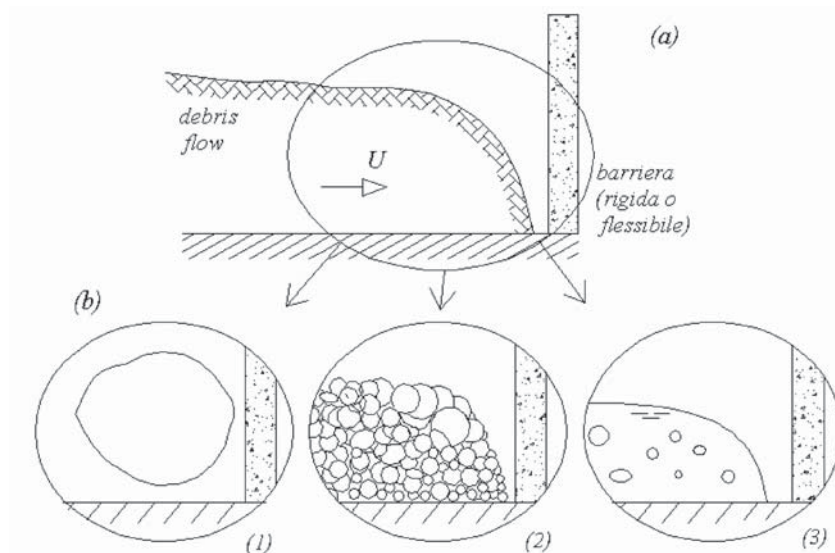 (a)
debris
flow
U
barriera
(rigida o
flessibile)
(b)
(1)
(2)
(3)